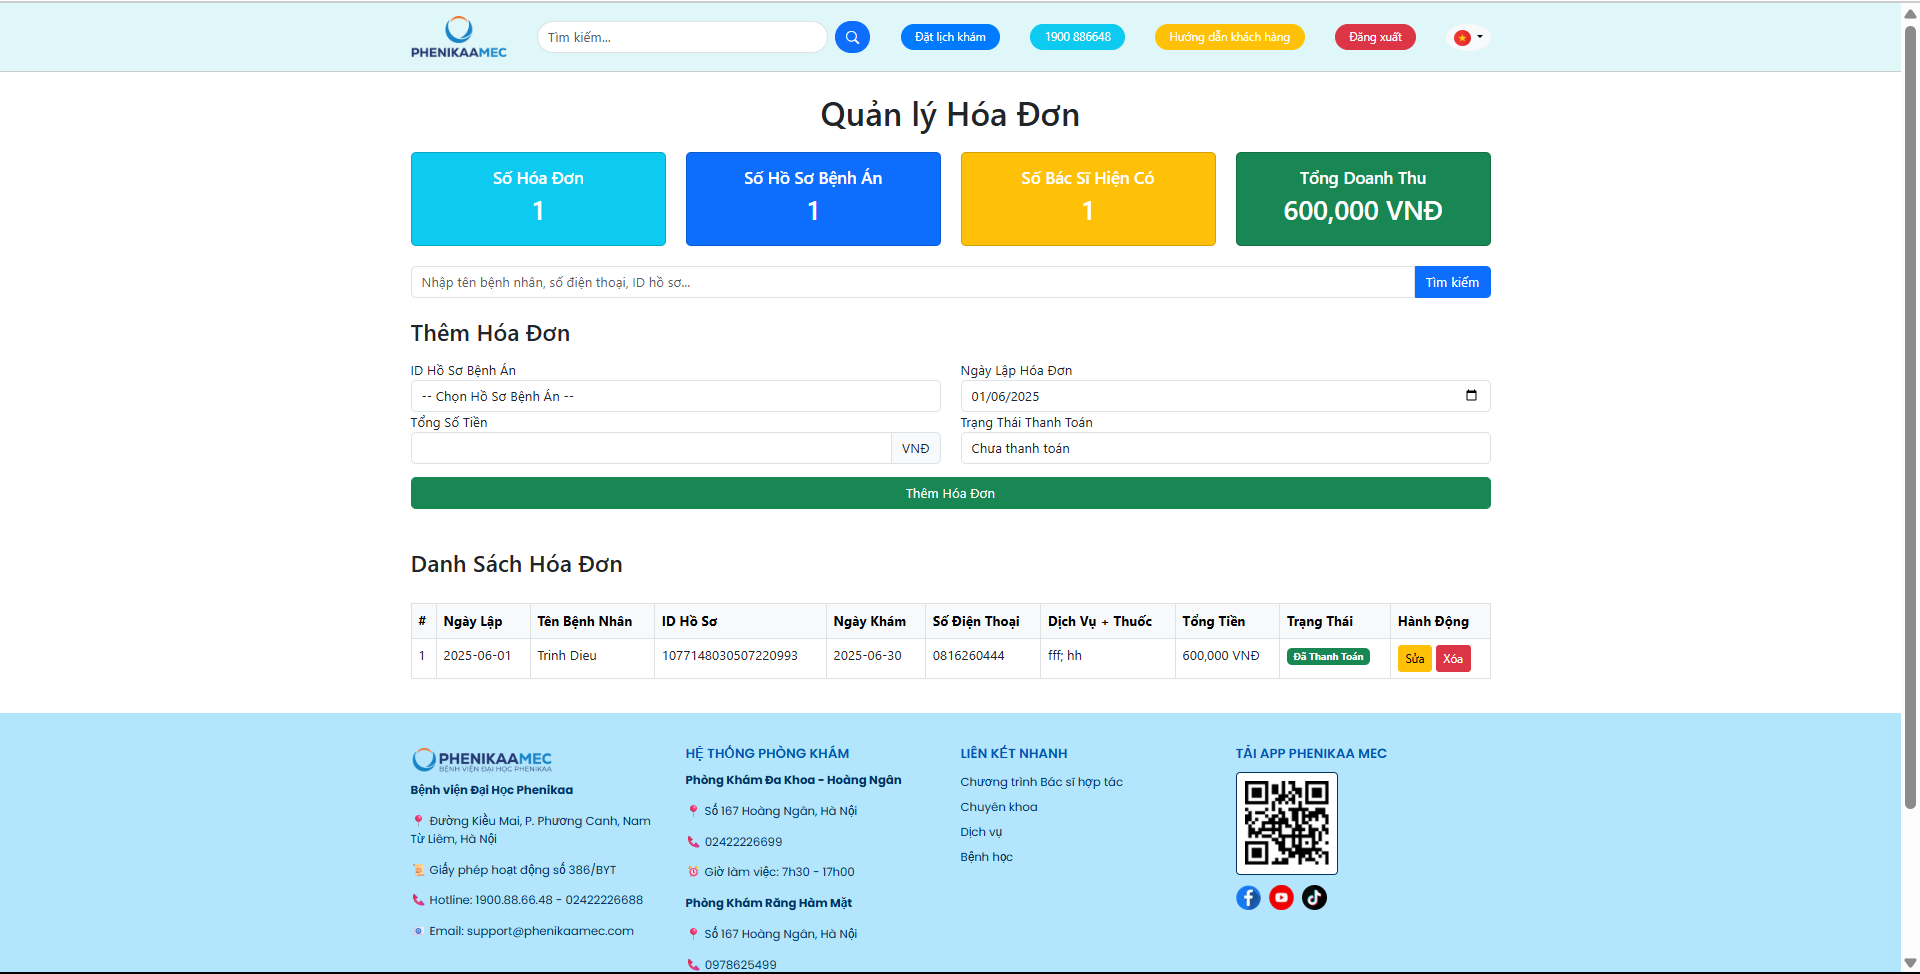 PHENIKAAMEC
Tìm kiếm...
Đặt lịch khám
1900 886648
Hướng dẫn khách hàng
Đăng xuất
Quản lý Hóa Đơn
Số Hóa Đơn
1
Số Hồ Sơ Bệnh Án
1
Số Bác Sĩ Hiện Có
1
Tổng Doanh Thu
600,000 VNĐ
Nhập tên bệnh nhân, số điện thoại, ID hồ sơ...
Tìm kiếm
Thêm Hóa Đơn
ID Hồ Sơ Bệnh Án
-- Chọn Hồ Sơ Bệnh Án --
Ngày Lập Hóa Đơn
01/06/2025
Tổng Số Tiền
VNĐ
Trạng Thái Thanh Toán
Chưa thanh toán
Thêm Hóa Đơn
Danh Sách Hóa Đơn
# Ngày Lập Tên Bệnh Nhân ID Hồ Sơ Ngày Khám Số Điện Thoại Dịch Vụ + Thuốc Tổng Tiền Trạng Thái Hành Động
1 2025-06-01 Trinh Dieu 1077148030507220993 2025-06-30 0816260444 fff; hh 600,000 VNĐ Đã Thanh Toán Sửa Xóa
PHENIKAAMEC
BỆNH VIỆN ĐẠI HỌC PHENIKAA
Bệnh viện Đại Học Phenikaa
Đường Kiều Mai, P. Phương Canh, Nam
Từ Liêm, Hà Nội
Giấy phép hoạt động số 386/BYT
Hotline: 1900.88.66.48 - 02422226688
Email: support@phenikaamec.com
HỆ THỐNG PHÒNG KHÁM
Phòng Khám Đa Khoa - Hoàng Ngân
Số 167 Hoàng Ngân, Hà Nội
02422226699
Giờ làm việc: 7h30 - 17h00
Phòng Khám Răng Hàm Mặt
Số 167 Hoàng Ngân, Hà Nội
0978625499
LIÊN KẾT NHANH
Chương trình Bác sĩ hợp tác
Chuyên khoa
Dịch vụ
Bệnh học
TẢI APP PHENIKAA MEC